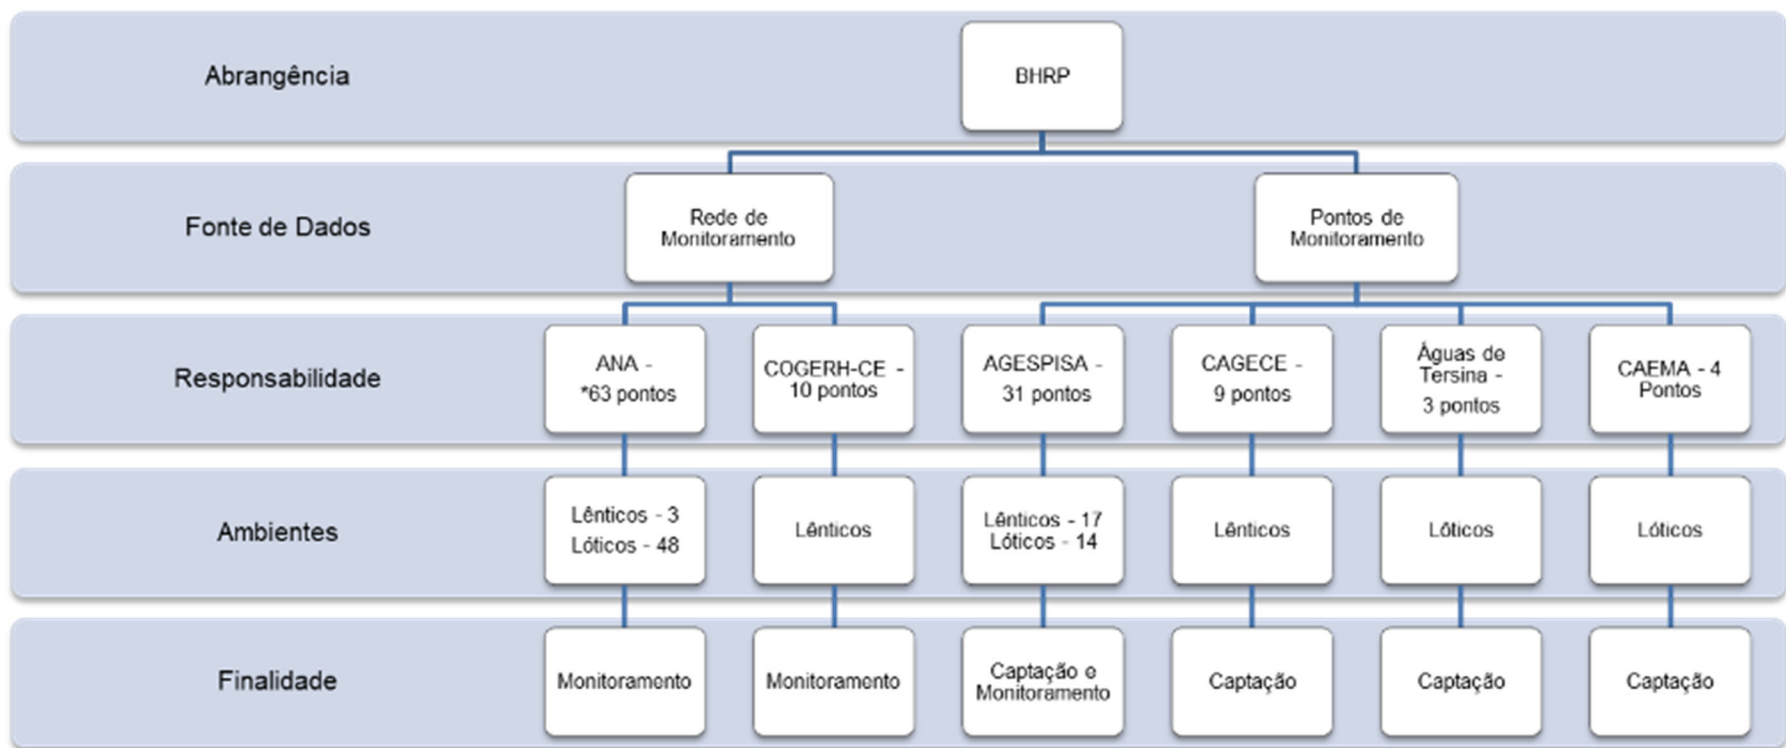 Abrangência
BHRP
Fonte de Dados
Rede de
Monitoramento
Pontos de
Monitoramento
Responsabilidade
ANA -
*63 pontos
COGERH-CE -
10 pontos
AGESPISA -
31 pontos
CAGECE -
9 pontos
Águas de
Tersina -
3 pontos
CAEMA - 4
Pontos
Ambientes
Lênticos - 3
Lóticos - 48
Lênticos
Lênticos - 17
Lóticos - 14
Lênticos
Lóticos
Lóticos
Finalidade
Monitoramento
Monitoramento
Captação e
Monitoramento
Captação
Captação
Captação